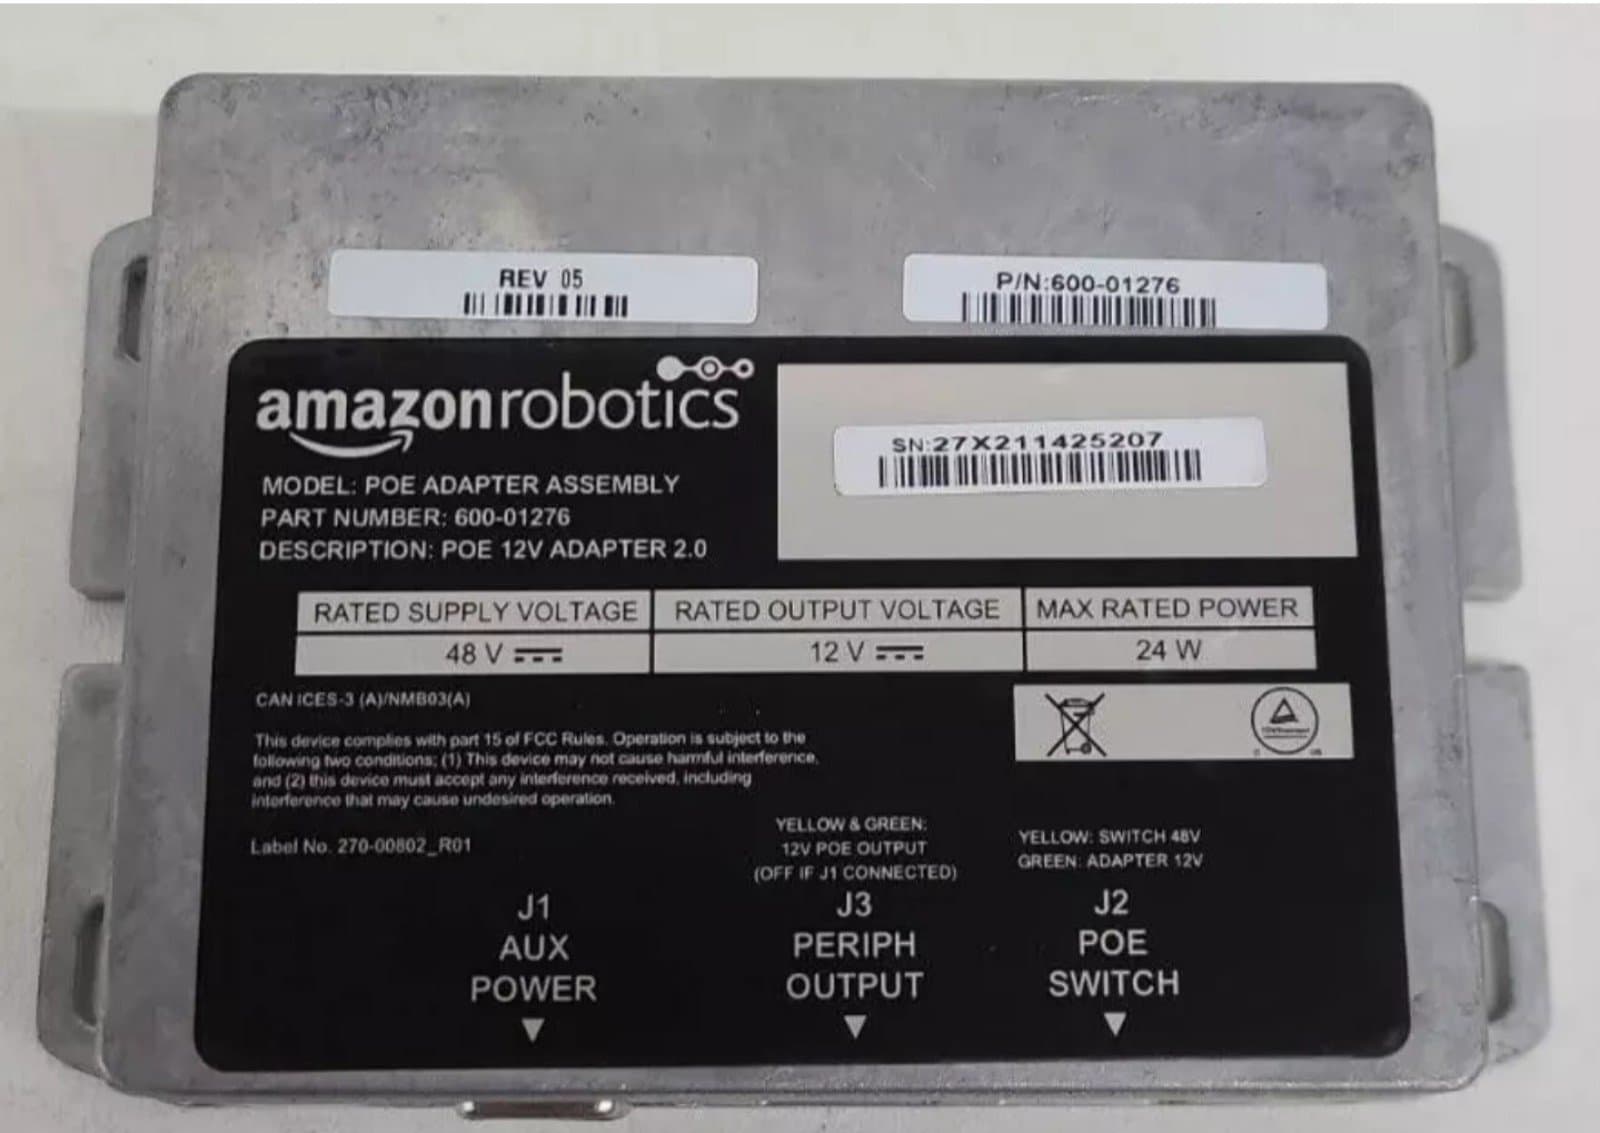 REV 05
P/N:600-01276
amazonrobotics
SN:27X211425207
MODEL: POE ADAPTER ASSEMBLY
PART NUMBER: 600-01276
DESCRIPTION: POE 12V ADAPTER 2.0
RATED SUPPLY VOLTAGE RATED OUTPUT VOLTAGE MAX RATED POWER
48 V 12 V 24 W
CAN ICES-3 (A)/NMB03(A)
This device complies with part 15 of FCC Rules. Operation is subject to the
following two conditions: (1) This device may not cause harmful interference,
and (2) this device must accept any interference received, including
interference that may cause undesired operation.
Label No. 270-00802_R01
YELLOW & GREEN:
12V POE OUTPUT
(OFF IF J1 CONNECTED)
YELLOW: SWITCH 48V
GREEN: ADAPTER 12V
J1
AUX
POWER
J3
PERIPH
OUTPUT
J2
POE
SWITCH